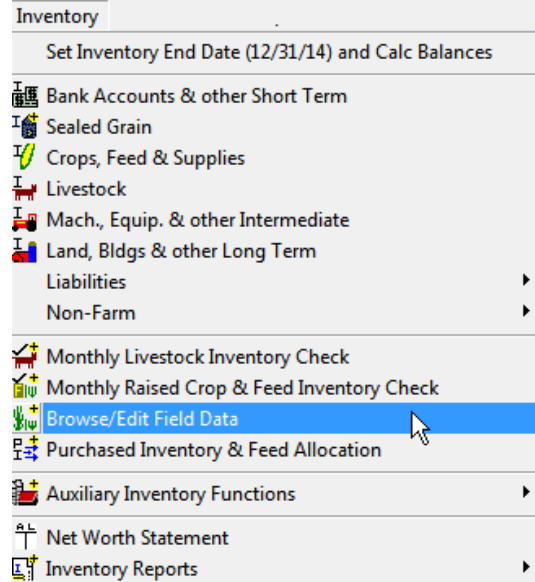 Inventory
Set Inventory End Date (12/31/14) and Calc Balances
Bank Accounts & other Short Term
Sealed Grain
Crops, Feed & Supplies
Livestock
Mach., Equip. & other Intermediate
Land, Bldgs & other Long Term
Liabilities
Non-Farm
Monthly Livestock Inventory Check
Monthly Raised Crop & Feed Inventory Check
Browse/Edit Field Data
Purchased Inventory & Feed Allocation
Auxiliary Inventory Functions
Net Worth Statement
Inventory Reports